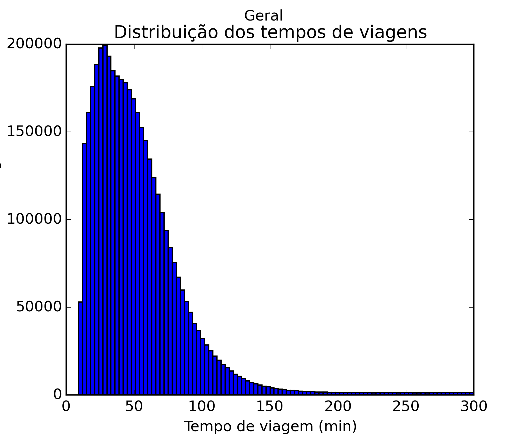 Geral
Distribuição dos tempos de viagens
200000
150000
100000
50000
0
0 50 100 150 200 250 300
Tempo de viagem (min)